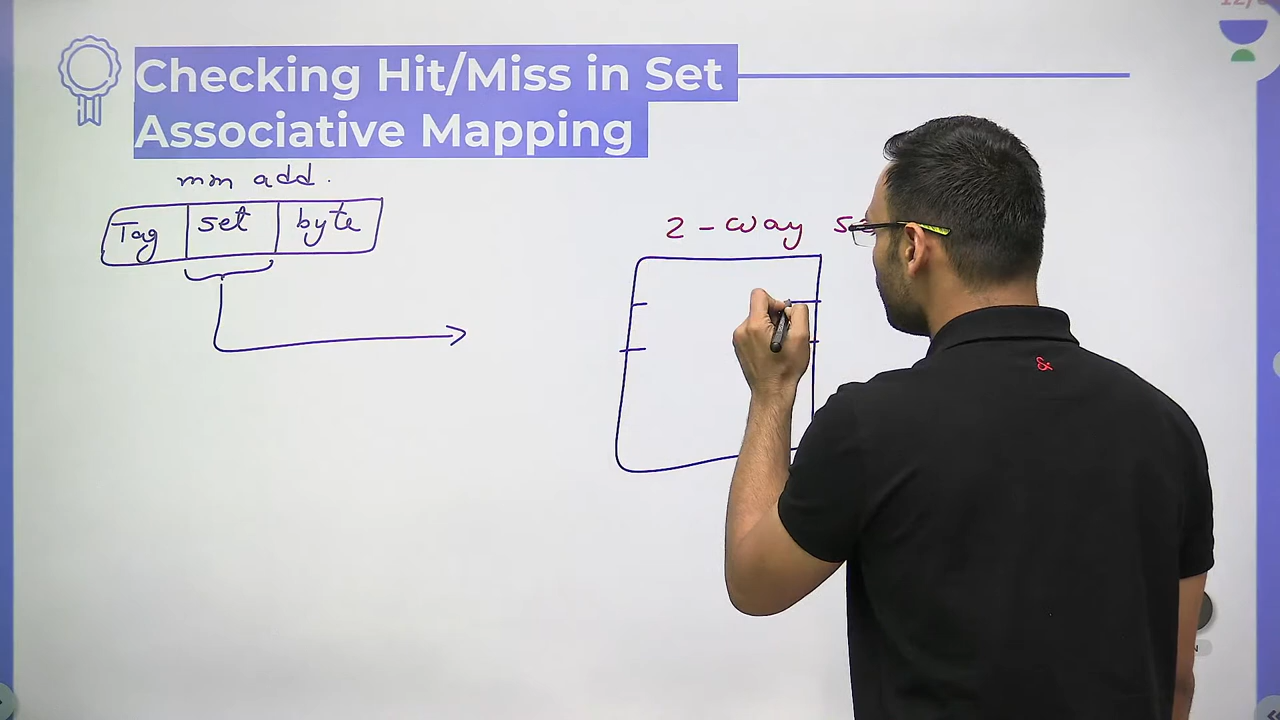 Checking Hit/Miss in Set
Associative Mapping
mm add.
Tag set byte
2-way
&